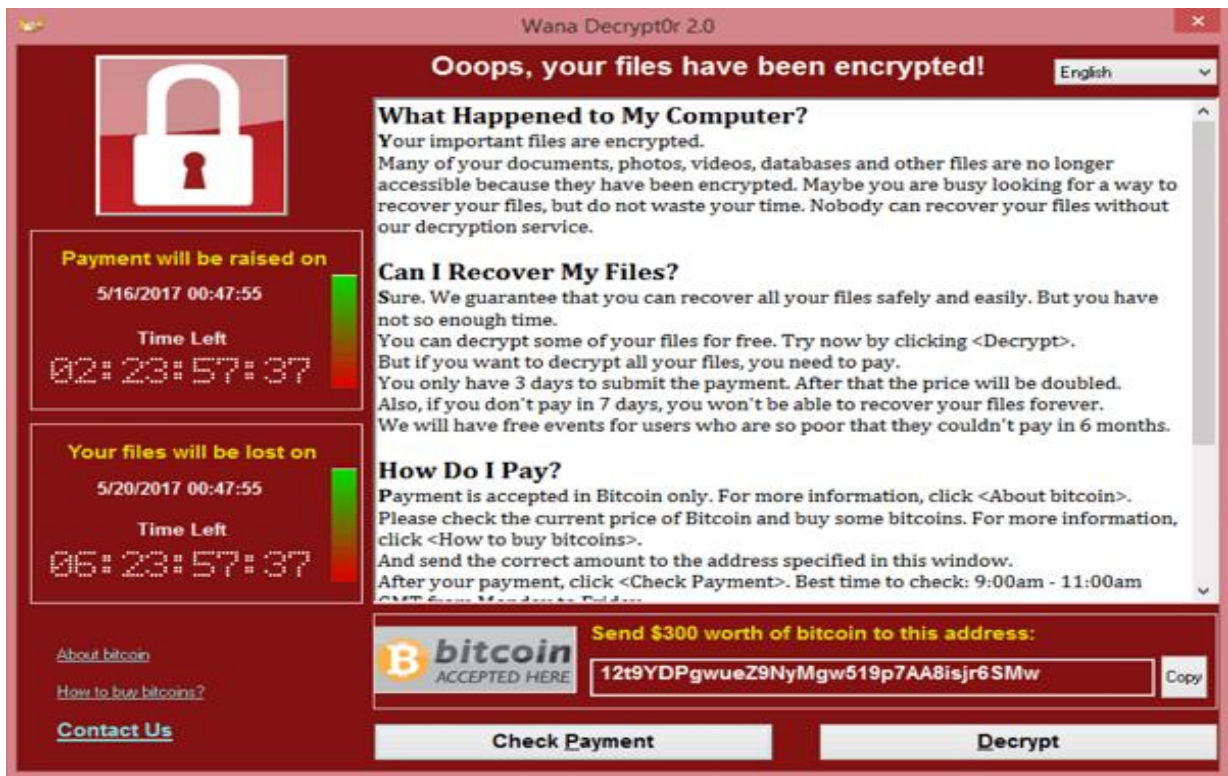 Wana Decrypt0r 2.0
Ooops, your files have been encrypted!
English
Payment will be raised on
5/16/2017 00:47:55
Time Left
02:23:57:37
Your files will be lost on
5/20/2017 00:47:55
Time Left
06:23:57:37
About bitcoin
How to buy bitcoins?
Contact Us
What Happened to My Computer?
Your important files are encrypted.
Many of your documents, photos, videos, databases and other files are no longer
accessible because they have been encrypted. Maybe you are busy looking for a way to
recover your files, but do not waste your time. Nobody can recover your files without
our decryption service.
Can I Recover My Files?
Sure. We guarantee that you can recover all your files safely and easily. But you have
not so enough time.
You can decrypt some of your files for free. Try now by clicking <Decrypt>.
But if you want to decrypt all your files, you need to pay.
You only have 3 days to submit the payment. After that the price will be doubled.
Also, if you don't pay in 7 days, you won't be able to recover your files forever.
We will have free events for users who are so poor that they couldn't pay in 6 months.
How Do I Pay?
Payment is accepted in Bitcoin only. For more information, click <About bitcoin>.
Please check the current price of Bitcoin and buy some bitcoins. For more information,
click <How to buy bitcoins>.
And send the correct amount to the address specified in this window.
After your payment, click <Check Payment>. Best time to check: 9:00am - 11:00am
GMT from Monday to Friday
bitcoin
ACCEPTED HERE
Send $300 worth of bitcoin to this address:
12t9YDPgwueZ9NyMgw519p7AA8isjr6SMw
Copy
Check Payment
Decrypt